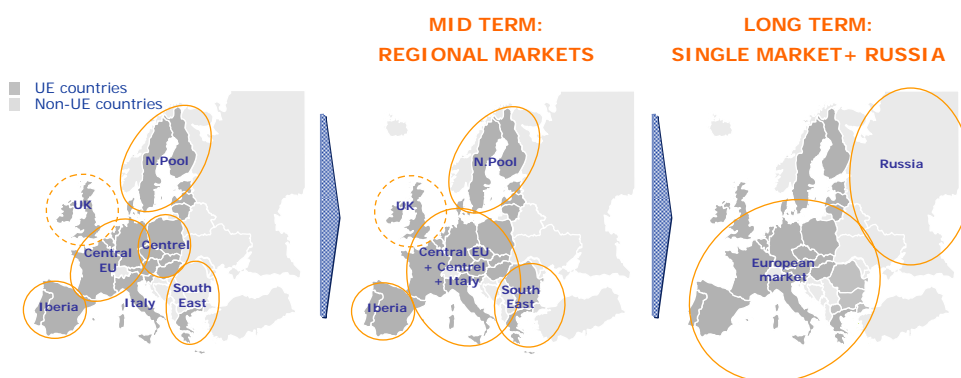 MID TERM:
REGIONAL MARKETS
LONG TERM:
SINGLE MARKET+ RUSSIA
UE countries
Non-UE countries
N.Pool
UK
Centrel
Central
EU
South
East
Iberia
Italy
N.Pool
UK
Central EU
+ Centrel
+ Italy
South
East
Iberia
Russia
European
market